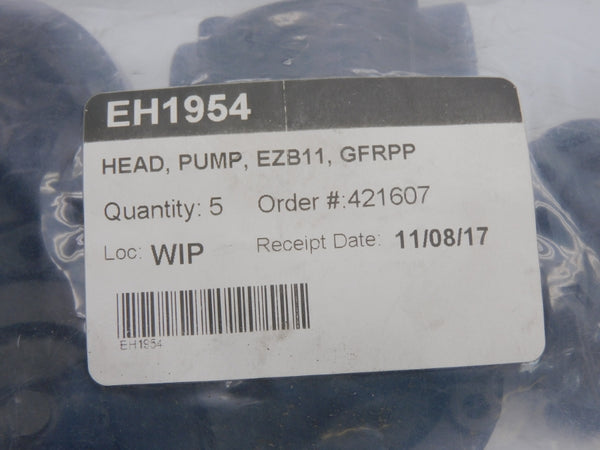 EH1954
HEAD, PUMP, EZB11, GFRPP
Quantity: 5 Order #:421607
Loc: WIP Receipt Date: 11/08/17
EH1954